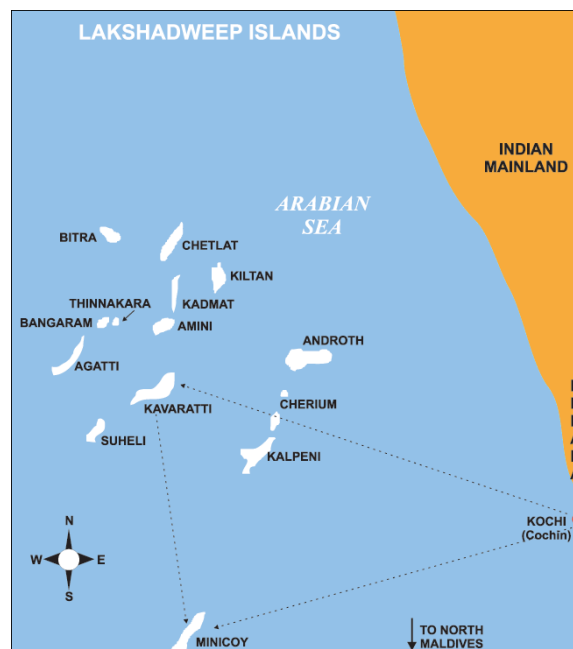 LAKSHADWEEP ISLANDS
INDIAN
MAINLAND
ARABIAN
SEA
BITRA
CHETLAT
KILTAN
THINNAKARA
KADMAT
BANGARAM
AMINI
ANDROTH
AGATTI
KAVARATTI
CHERIUM
SUHELI
KALPENI
KOCHI
(Cochin)
N
W
E
S
MINICOY
TO NORTH
MALDIVES